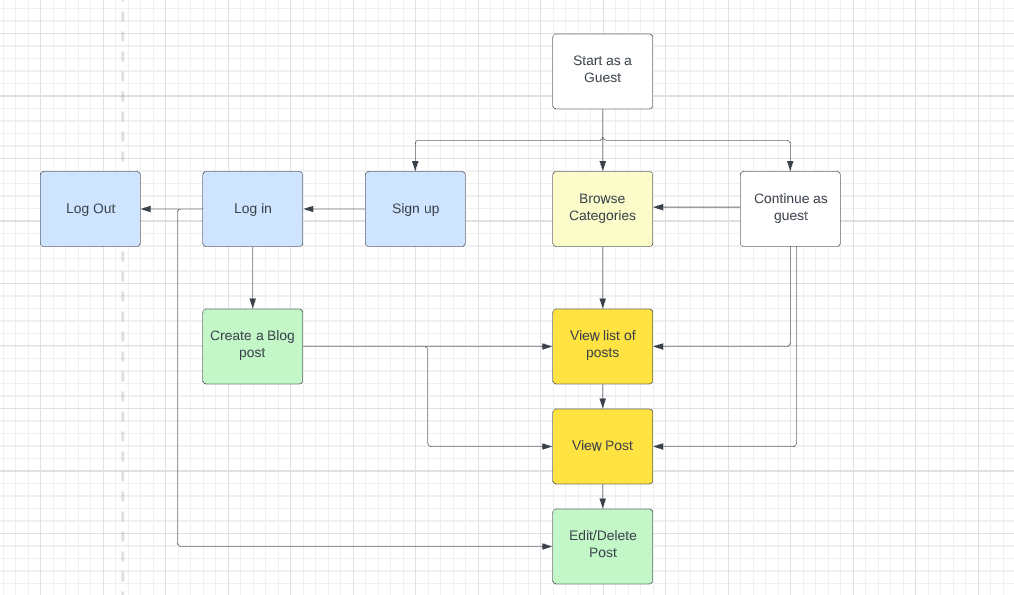 Start as a
Guest
Log Out
Log in
Sign up
Browse
Categories
Continue as
guest
Create a Blog
post
View list of
posts
View Post
Edit/Delete
Post